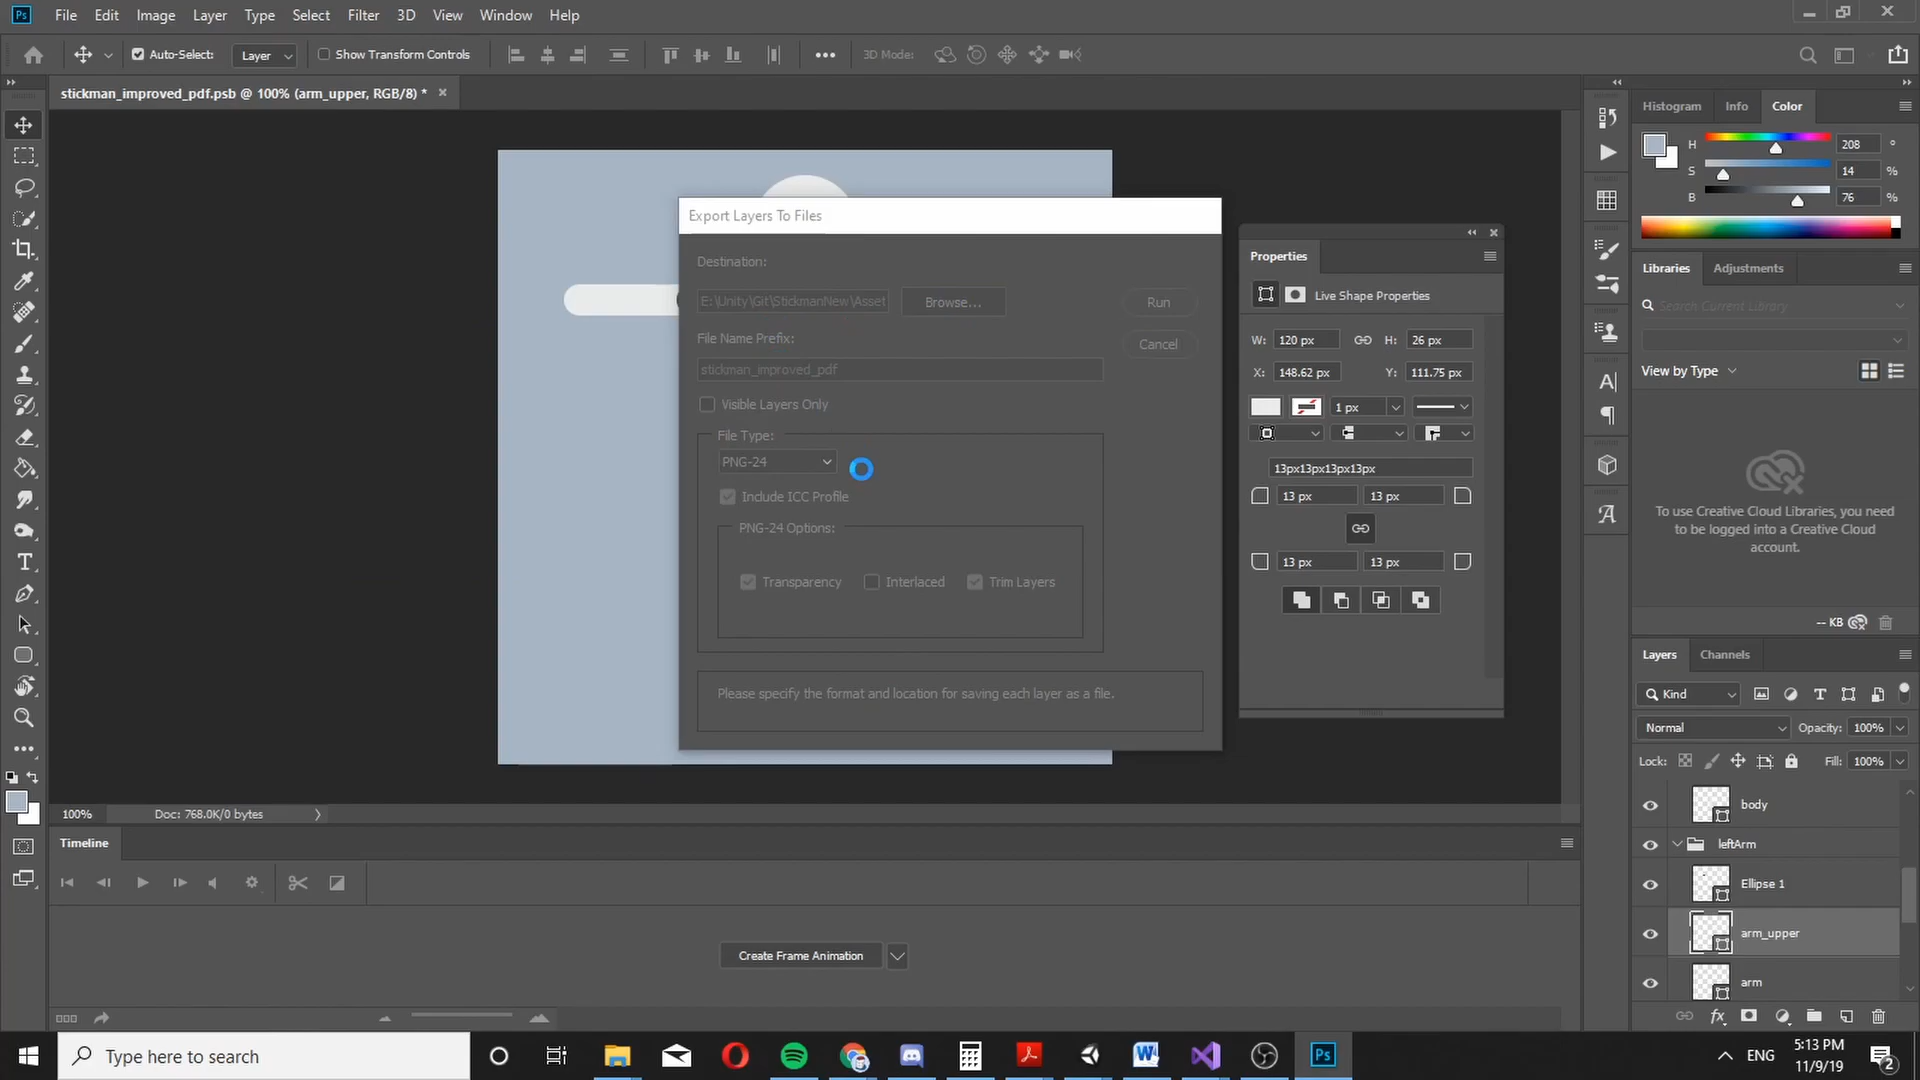 Ps File Edit Image Layer Type Select Filter 3D View Window Help
Auto-Select: Layer Show Transform Controls 3D Mode:
stickman_improved_pdf.psb @ 100% (arm_upper, RGB/8) *
Histogram Info Color
H 208 °
S 14 %
B 76 %
Export Layers To Files
Destination:
E:\Unity\Git\StickmanNew\Asset Browse... Run
File Name Prefix: Cancel
stickman_improved_pdf
Visible Layers Only
File Type:
PNG-24
Include ICC Profile
PNG-24 Options:
Transparency Interlaced Trim Layers
Please specify the format and location for saving each layer as a file.
Properties
Live Shape Properties
W: 120 px H: 26 px
X: 148.62 px Y: 111.75 px
1 px
13px13px13px13px
13 px 13 px
13 px 13 px
Libraries Adjustments
Search Current Library
View by Type
To use Creative Cloud Libraries, you need
to be logged into a Creative Cloud
account.
-- KB
Layers Channels
Kind
Normal Opacity: 100%
Lock: Fill: 100%
body
leftArm
Ellipse 1
arm_upper
arm
100% Doc: 768.0K/0 bytes
Timeline
Create Frame Animation
Type here to search
ENG
5:13 PM
11/9/19
2
Ps